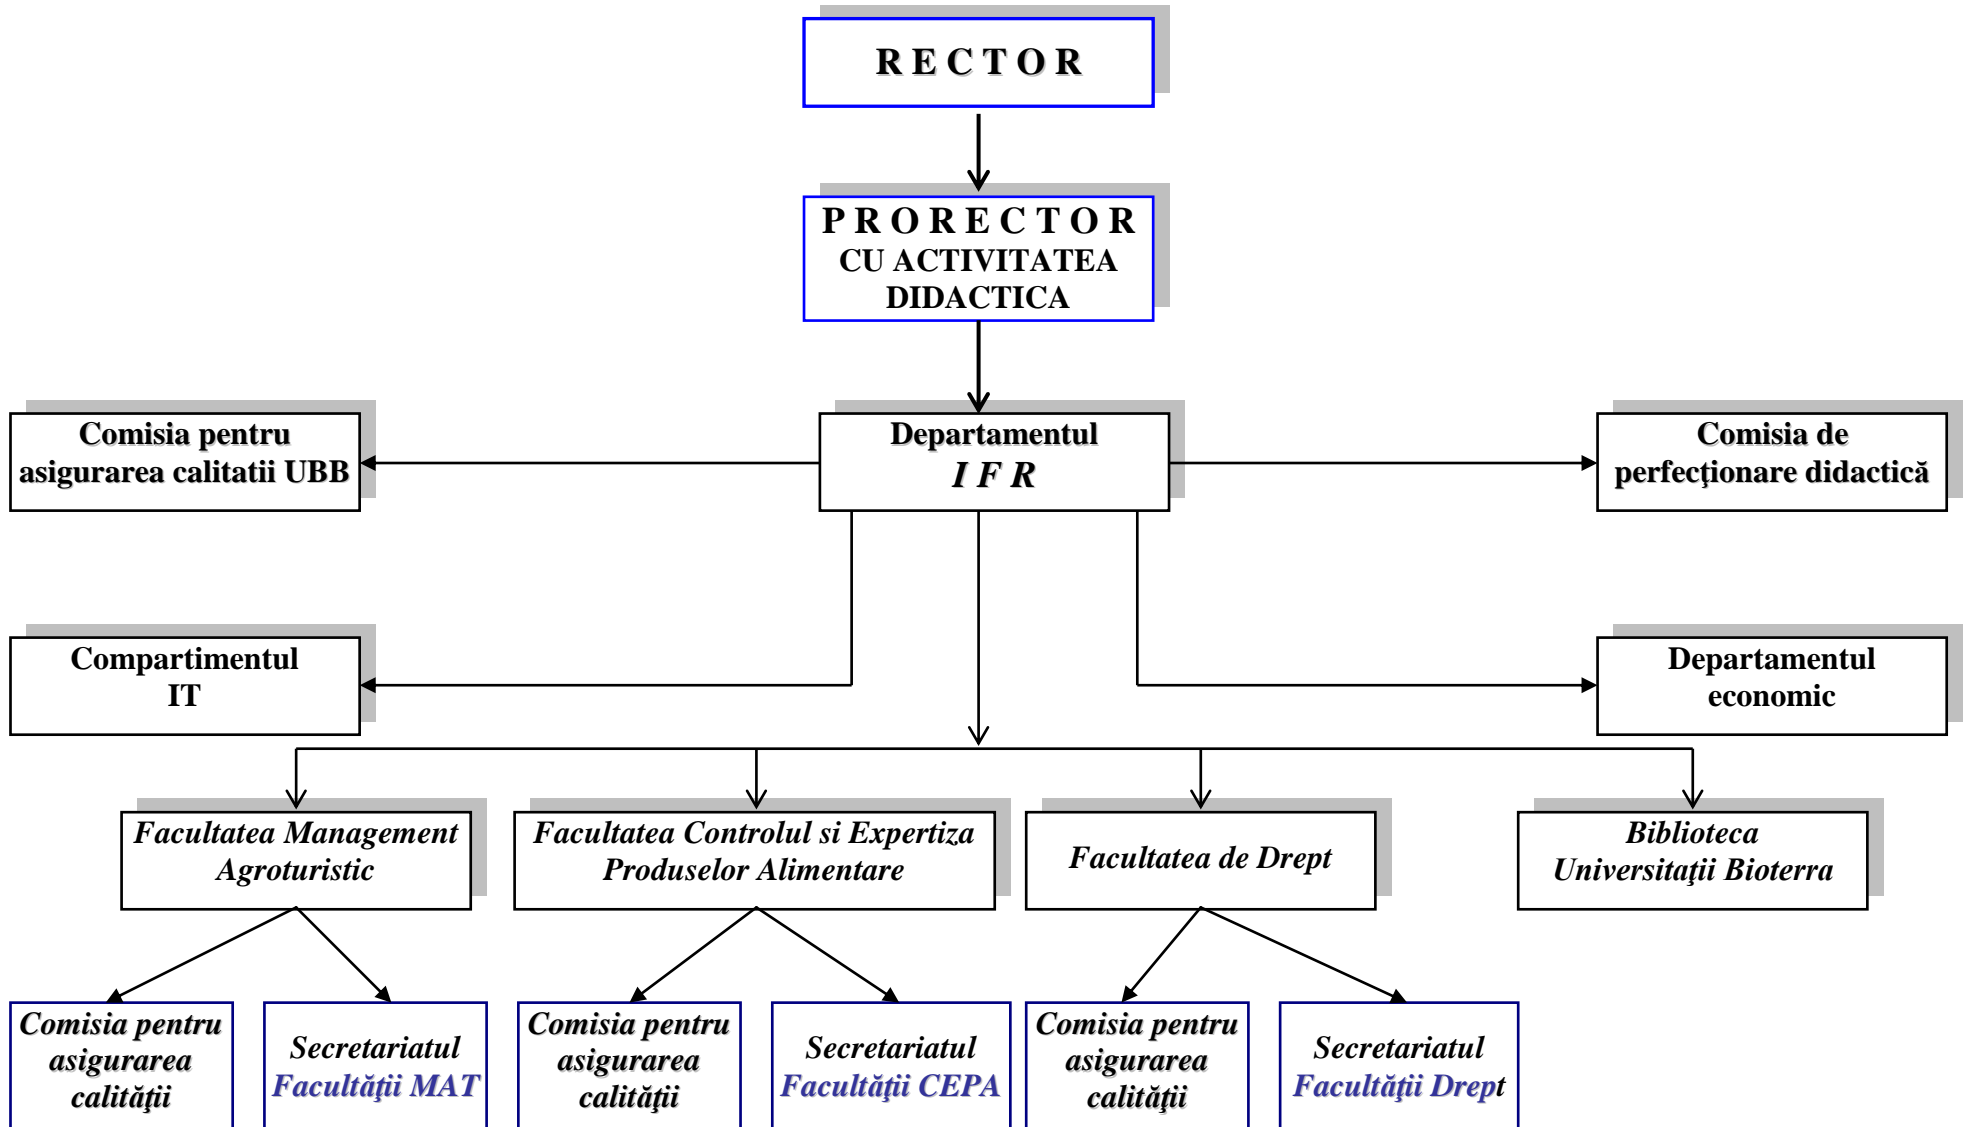 R E C T O R
P R O R E C T O R
CU ACTIVITATEA
DIDACTICA
Comisia pentru
asigurarea calitatii UBB
Departamentul
I F R
Comisia de
perfecţionare didactică
Compartimentul
IT
Departamentul
economic
Facultatea Management
Agroturistic
Facultatea Controlul si Expertiza
Produselor Alimentare
Facultatea de Drept
Biblioteca
Universitaţii Bioterra
Comisia pentru
asigurarea
calităţii
Secretariatul
Facultăţii MAT
Comisia pentru
asigurarea
calităţii
Secretariatul
Facultăţii CEPA
Comisia pentru
asigurarea
calităţii
Secretariatul
Facultăţii Drept